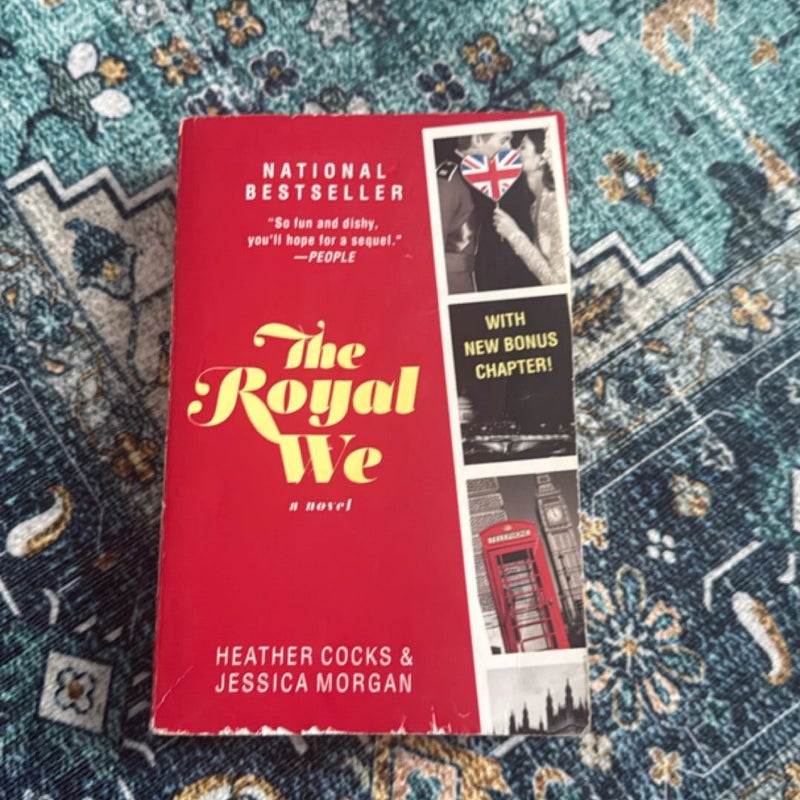 NATIONAL
BESTSELLER
"So fun and dishy,
you'll hope for a sequel."
—PEOPLE
The
Royal
We
a novel
HEATHER COCKS &
JESSICA MORGAN
WITH
NEW BONUS
CHAPTER!
TELEPHONE